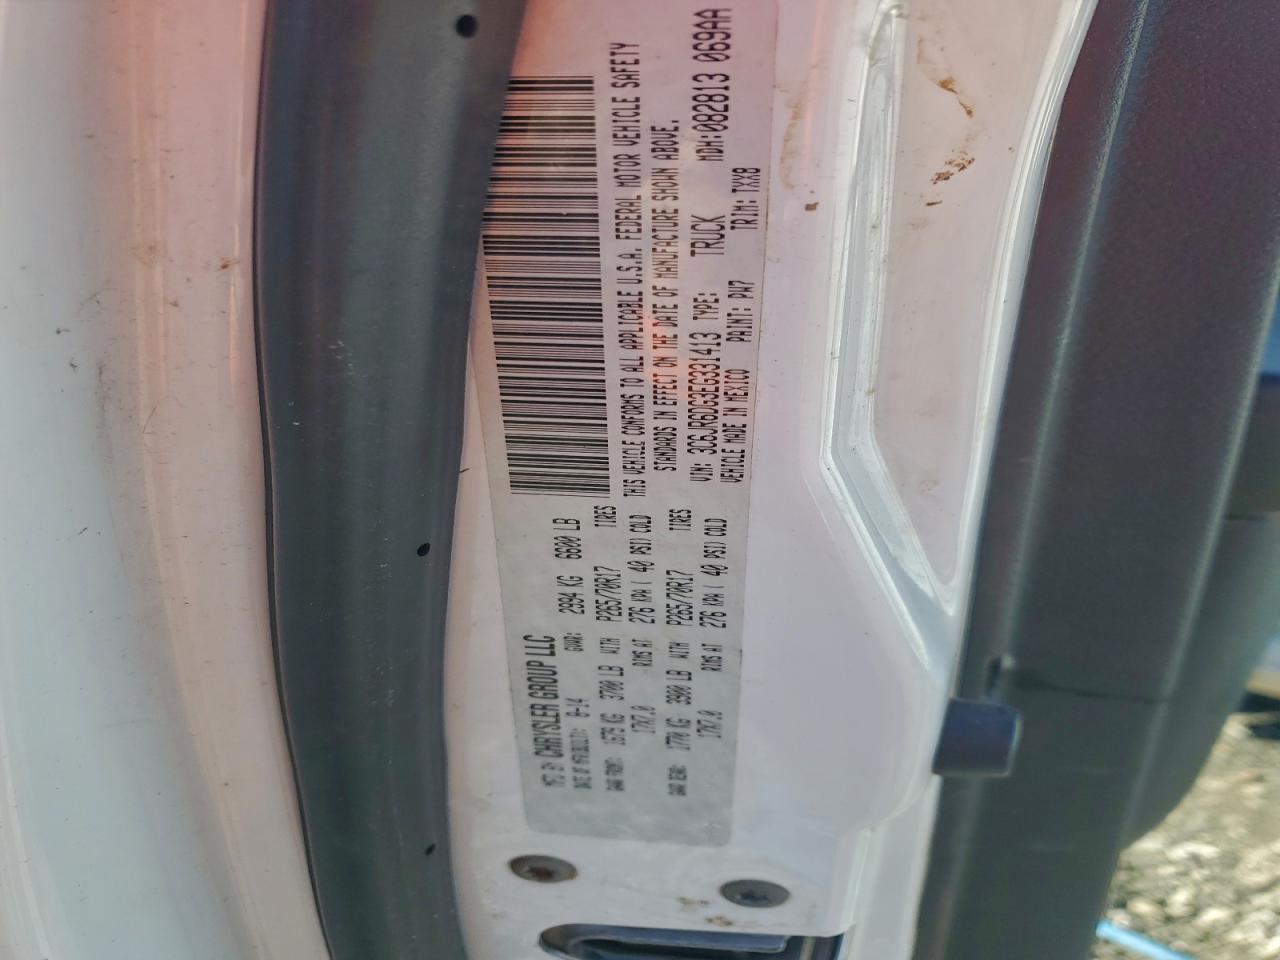 MFD BY CHRYSLER GROUP LLC
DATE OF MFR/BUILT: 8-14 GVWR: 2994 KG 6600 LB
GAWR FRONT: 1679 KG 3700 LB WITH P265/70R17 TIRES
17X7.0 RIMS AT 276 KPA ( 40 PSI) COLD
GAWR REAR: 1770 KG 3900 LB WITH P265/70R17 TIRES
17X7.0 RIMS AT 276 KPA ( 40 PSI) COLD
THIS VEHICLE CONFORMS TO ALL APPLICABLE U.S.A. FEDERAL MOTOR VEHICLE SAFETY
STANDARDS IN EFFECT ON THE DATE OF MANUFACTURE SHOWN ABOVE.
MDH:082813 069AA
VIN: 3C6JR6DG3EG331413 TYPE: TRUCK
VEHICLE MADE IN MEXICO PAINT: PW7 TRIM: TXX8